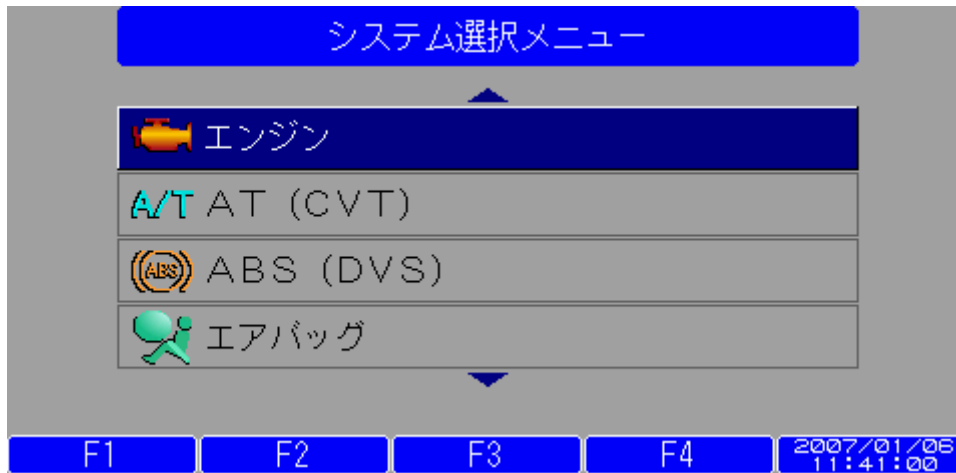 システム選択メニュー
エンジン
A/T AT (CVT)
(ABS) ABS (DVS)
エアバッグ
F1 F2 F3 F4 2007/01/06
11:41:00